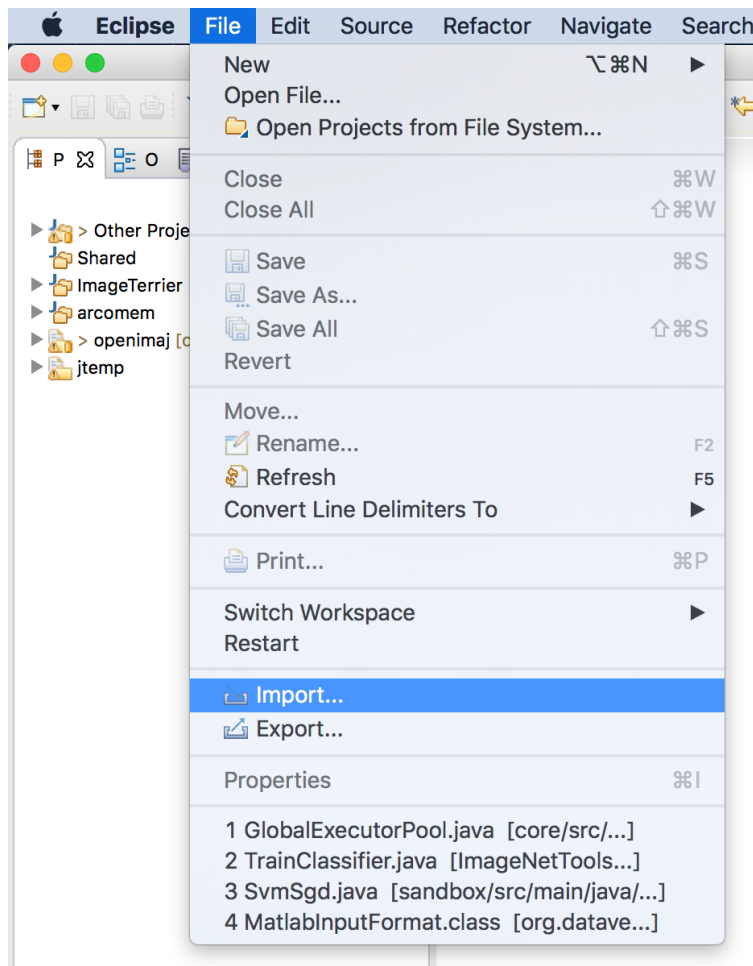 Eclipse File Edit Source Refactor Navigate Search
New ⌥⌘N ▶
Open File...
Open Projects from File System...
P O
Close ⌘W
Close All ⇧⌘W
> Other Proje
Shared
Save ⌘S
ImageTerrier
Save As...
arcomem
Save All ⇧⌘S
> openimaj [c
Revert
jtemp
Move...
Rename... F2
Refresh F5
Convert Line Delimiters To ▶
Print... ⌘P
Switch Workspace ▶
Restart
Import...
Export...
Properties ⌘I
1 GlobalExecutorPool.java [core/src/...]
2 TrainClassifier.java [ImageNetTools...]
3 SvmSgd.java [sandbox/src/main/java/...]
4 MatlabInputFormat.class [org.datave...]